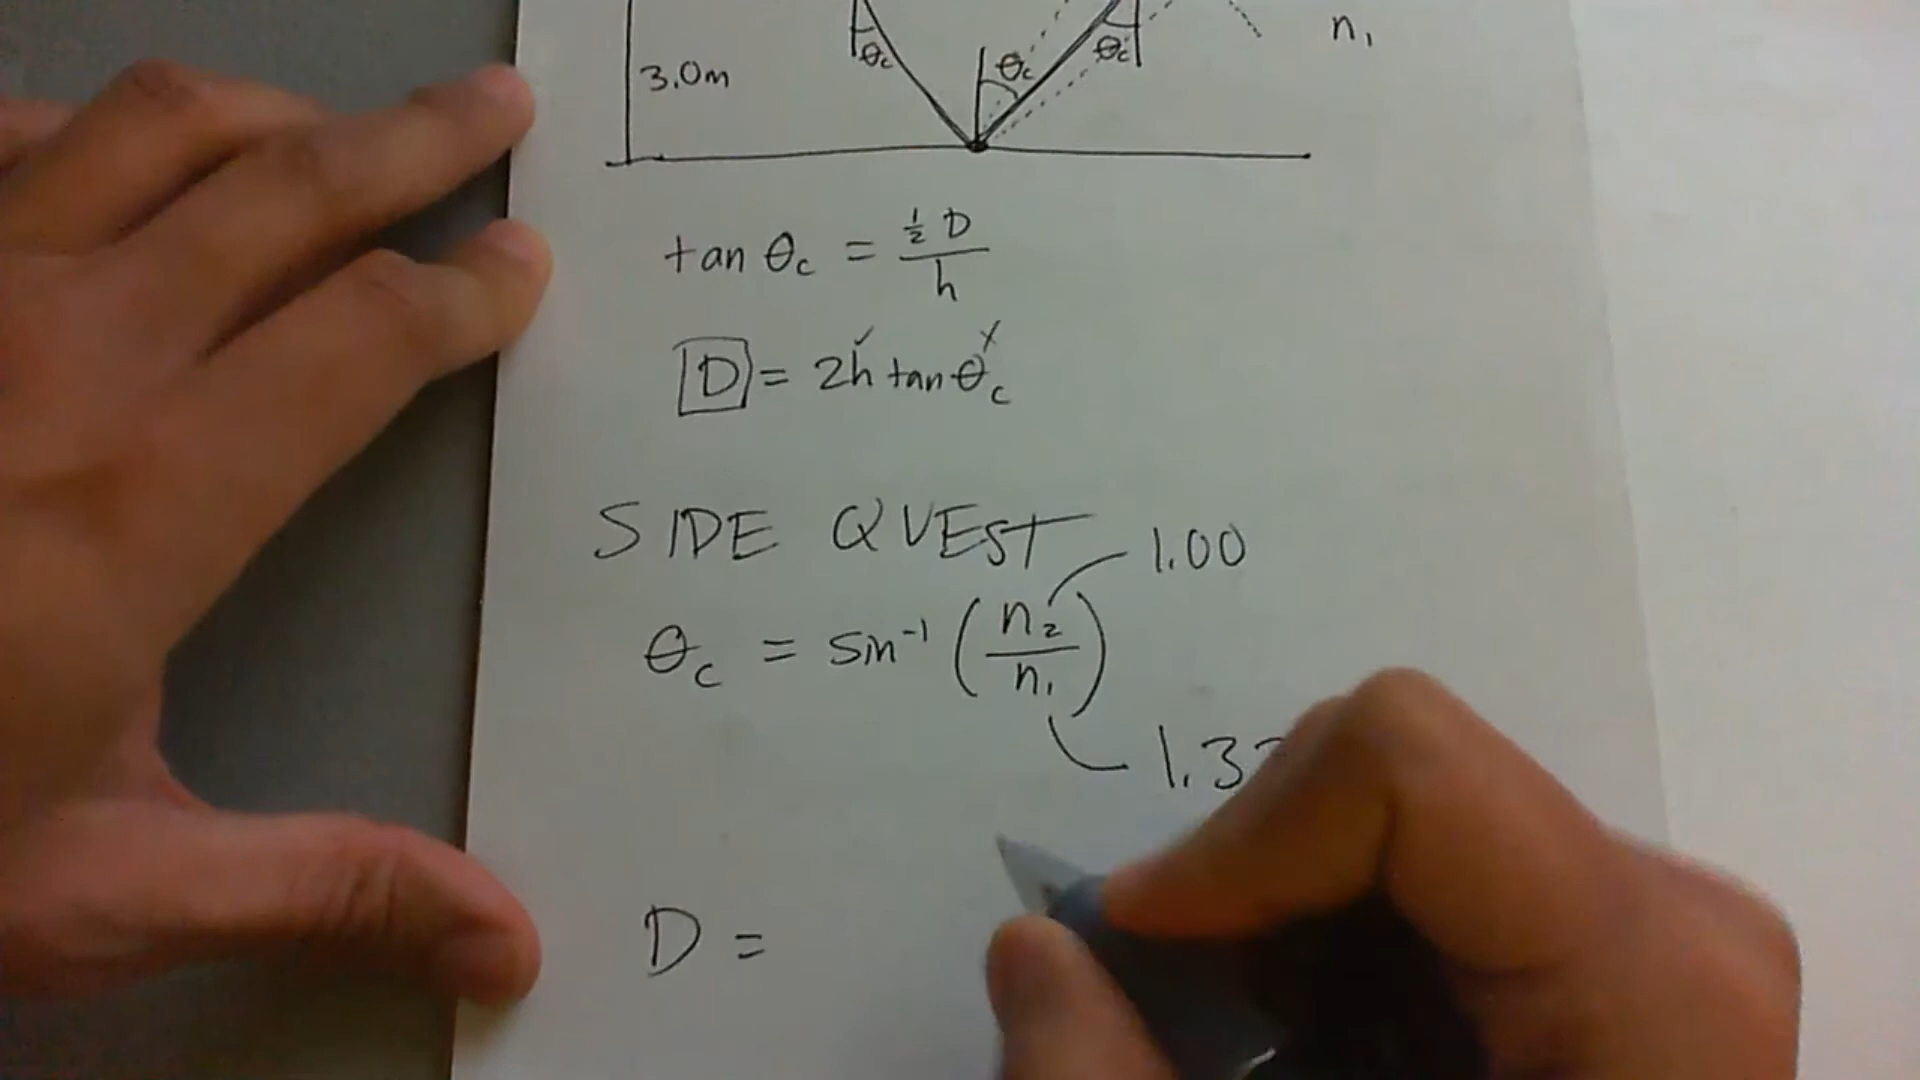 n₁
θc θc θc
3.0m
tan θc = ½ D / h
D = 2h tan θc
SIDE QUEST
1.00
θc = sin⁻¹ (n₂ / n₁)
D =